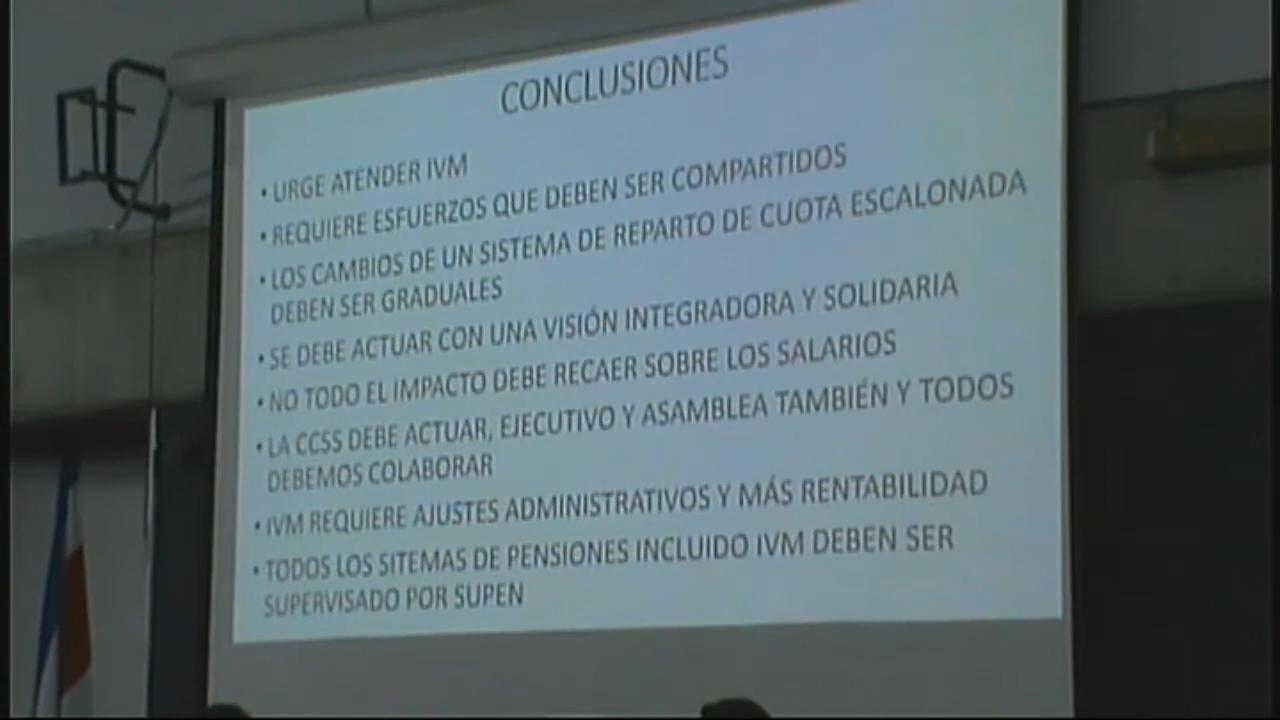 CONCLUSIONES
• URGE ATENDER IVM
• REQUIERE ESFUERZOS QUE DEBEN SER COMPARTIDOS
• LOS CAMBIOS DE UN SISTEMA DE REPARTO DE CUOTA ESCALONADA
DEBEN SER GRADUALES
• SE DEBE ACTUAR CON UNA VISIÓN INTEGRADORA Y SOLIDARIA
• NO TODO EL IMPACTO DEBE RECAER SOBRE LOS SALARIOS
• LA CCSS DEBE ACTUAR, EJECUTIVO Y ASAMBLEA TAMBIÉN Y TODOS
DEBEMOS COLABORAR
• IVM REQUIERE AJUSTES ADMINISTRATIVOS Y MÁS RENTABILIDAD
• TODOS LOS SITEMAS DE PENSIONES INCLUIDO IVM DEBEN SER
SUPERVISADO POR SUPEN